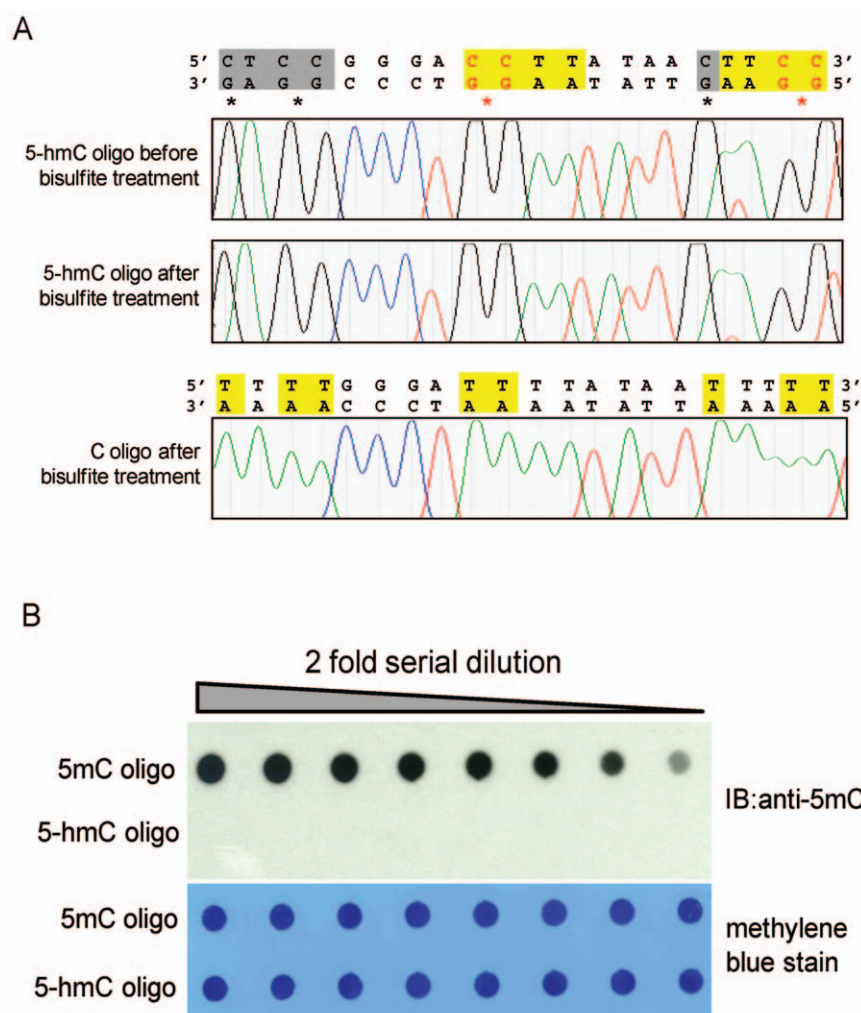 A
5' C T C C G G G A C C T T A T A A C T T C C 3'
3' G A G G C C C T G G A A T A T T G A A G G 5'
* * * * *
5-hmC oligo before
bisulfite treatment
5-hmC oligo after
bisulfite treatment
5' T T T T G G G A T T T T A T A A T T T T T 3'
3' A A A A C C C T A A A A T A T T A A A A A 5'
C oligo after
bisulfite treatment
B
2 fold serial dilution
5mC oligo
5-hmC oligo
IB:anti-5mC
5mC oligo
5-hmC oligo
methylene
blue stain